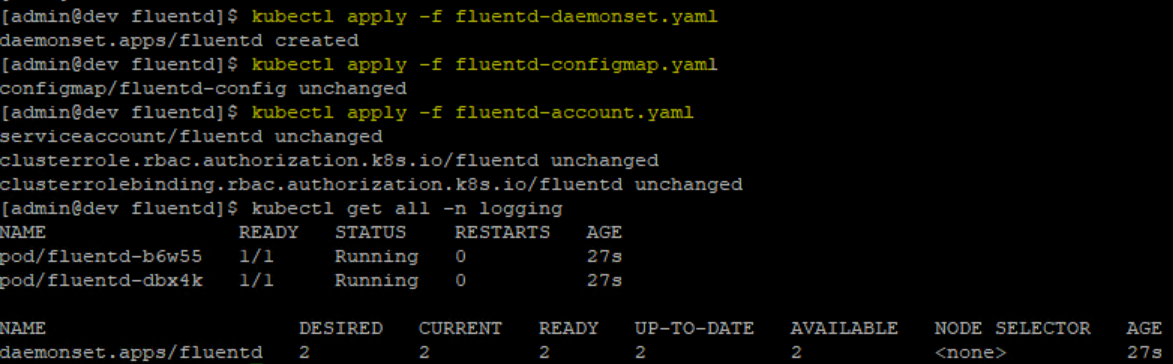 [admin@dev fluentd]$ kubectl apply -f fluentd-daemonset.yaml
daemonset.apps/fluentd created
[admin@dev fluentd]$ kubectl apply -f fluentd-configmap.yaml
configmap/fluentd-config unchanged
[admin@dev fluentd]$ kubectl apply -f fluentd-account.yaml
serviceaccount/fluentd unchanged
clusterrole.rbac.authorization.k8s.io/fluentd unchanged
clusterrolebinding.rbac.authorization.k8s.io/fluentd unchanged
[admin@dev fluentd]$ kubectl get all -n logging
NAME READY STATUS RESTARTS AGE
pod/fluentd-b6w55 1/1 Running 0 27s
pod/fluentd-dbx4k 1/1 Running 0 27s
NAME DESIRED CURRENT READY UP-TO-DATE AVAILABLE NODE SELECTOR AGE
daemonset.apps/fluentd 2 2 2 2 2 <none> 27s